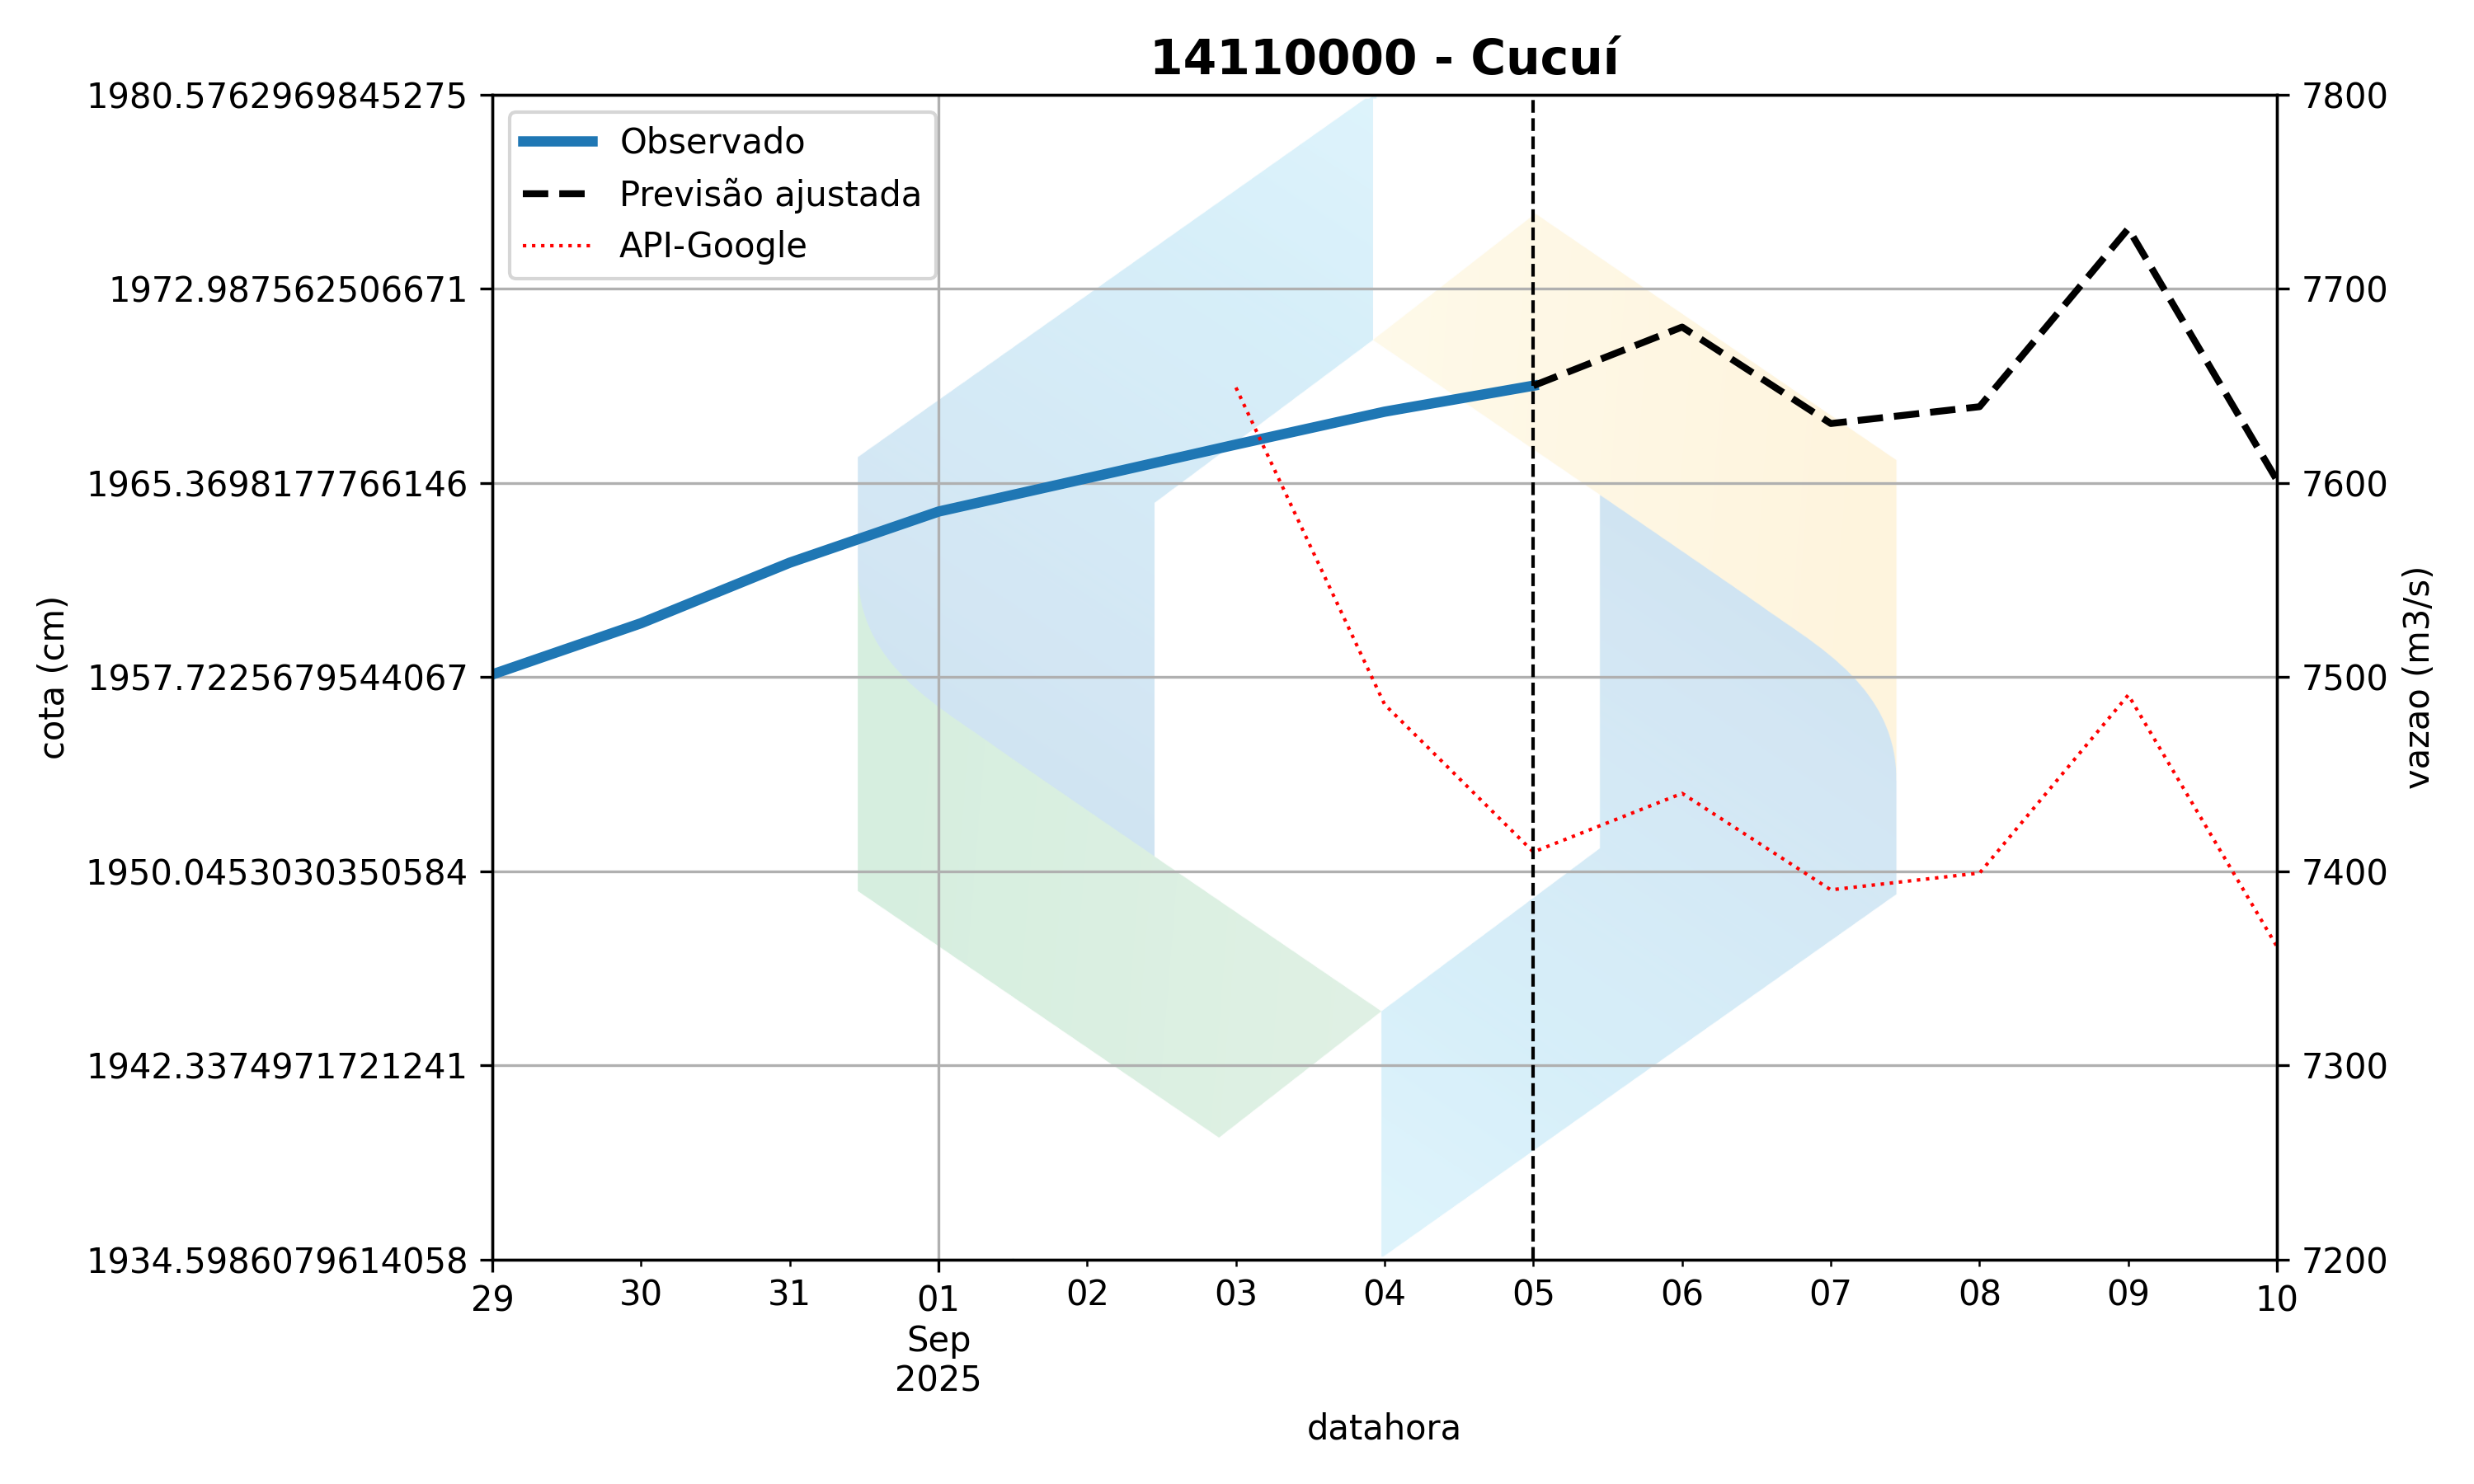 14110000 - Cucuí
Observado
Previsão ajustada
API-Google
cota (cm)
1980.5762969845275
1972.987562506671
1965.3698177766146
1957.7225679544067
1950.0453030350584
1942.3374971721241
1934.5986079614058
7800
7700
7600
7500
7400
7300
7200
vazao (m3/s)
29 30 31 01 02 03 04 05 06 07 08 09 10
Sep
2025
datahora